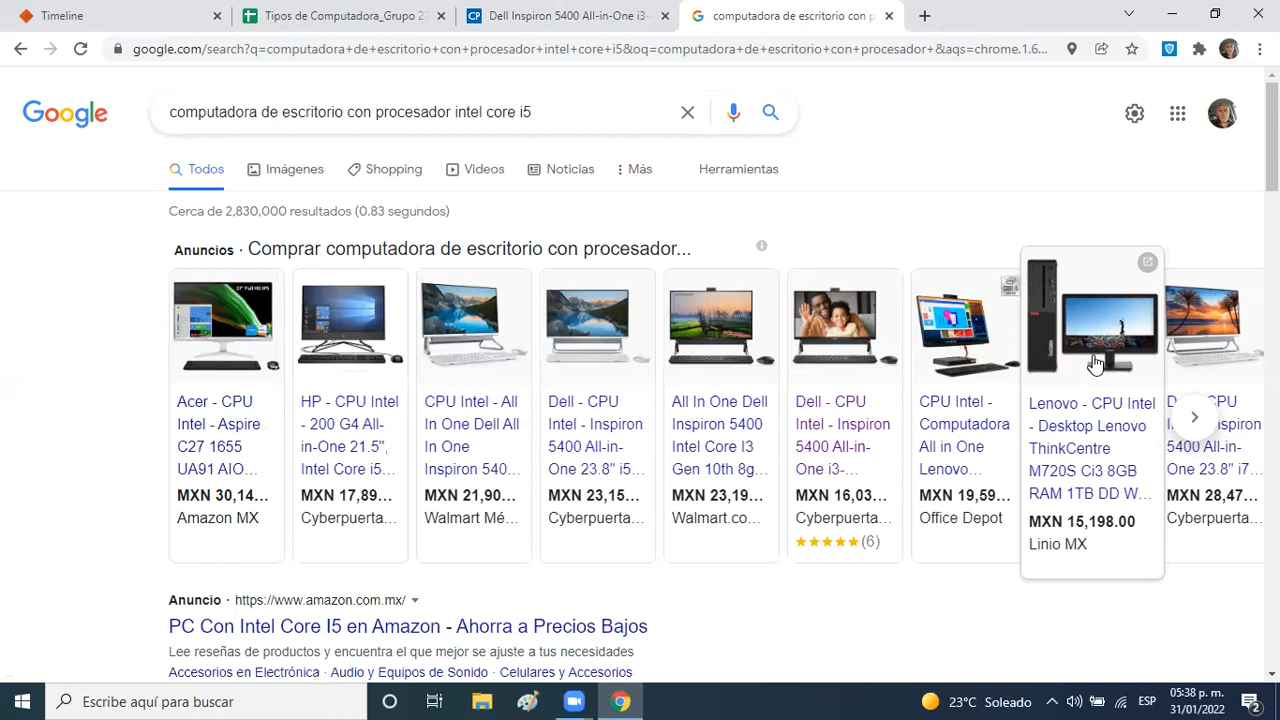 Timeline
Tipos de Computadora_Grupo 27
Dell Inspiron 5400 All-in-One i3-
computadora de escritorio con p
google.com/search?q=computadora+de+escritorio+con+procesador+intel+core+i5&oq=computadora+de+escritorio+con+procesador+&aqs=chrome.1.6...
Google
computadora de escritorio con procesador intel core i5
Todos
Imágenes
Shopping
Videos
Noticias
Más
Herramientas
Cerca de 2,830,000 resultados (0.83 segundos)
Anuncios · Comprar computadora de escritorio con procesador...
Acer - CPU
Intel - Aspire
C27 1655
UA91 AIO...
MXN 30,14...
Amazon MX
HP - CPU Intel
- 200 G4 All-
in-One 21.5",
Intel Core i5...
MXN 17,89...
Cyberpuerta...
CPU Intel - All
In One Dell All
In One
Inspiron 540...
MXN 21,90...
Walmart Mé...
Dell - CPU
Intel - Inspiron
5400 All-in-
One 23.8" i5...
MXN 23,15...
Cyberpuerta...
All In One Dell
Inspiron 5400
Intel Core I3
Gen 10th 8g...
MXN 23,19...
Walmart.co...
Dell - CPU
Intel - Inspiron
5400 All-in-
One i3-...
MXN 16,03...
Cyberpuerta...
(6)
CPU Intel -
Computadora
All in One
Lenovo...
MXN 19,59...
Office Depot
Lenovo - CPU Intel
- Desktop Lenovo
ThinkCentre
M720S Ci3 8GB
RAM 1TB DD W...
MXN 15,198.00
Linio MX
CPU
Intel - Inspiron
5400 All-in-
One 23.8" i7...
MXN 28,47...
Cyberpuerta...
Anuncio · https://www.amazon.com.mx/
PC Con Intel Core I5 en Amazon - Ahorra a Precios Bajos
Lee reseñas de productos y encuentra el que mejor se ajuste a tus necesidades
Accesorios en Electrónica · Audio y Equipos de Sonido · Celulares y Accesorios
Escribe aquí para buscar
23°C Soleado
ESP
05:38 p. m.
31/01/2022
2